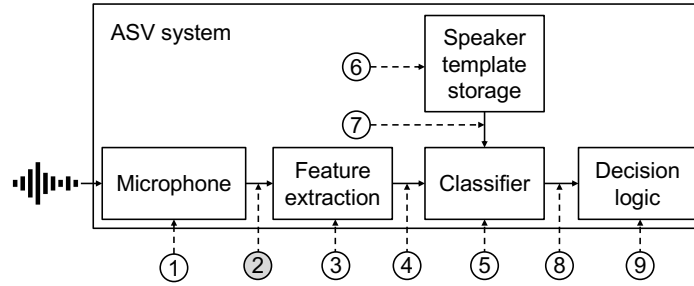 ASV system
Speaker
template
storage
6
7
Microphone
Feature
extraction
Classifier
Decision
logic
1
2
3
4
5
8
9